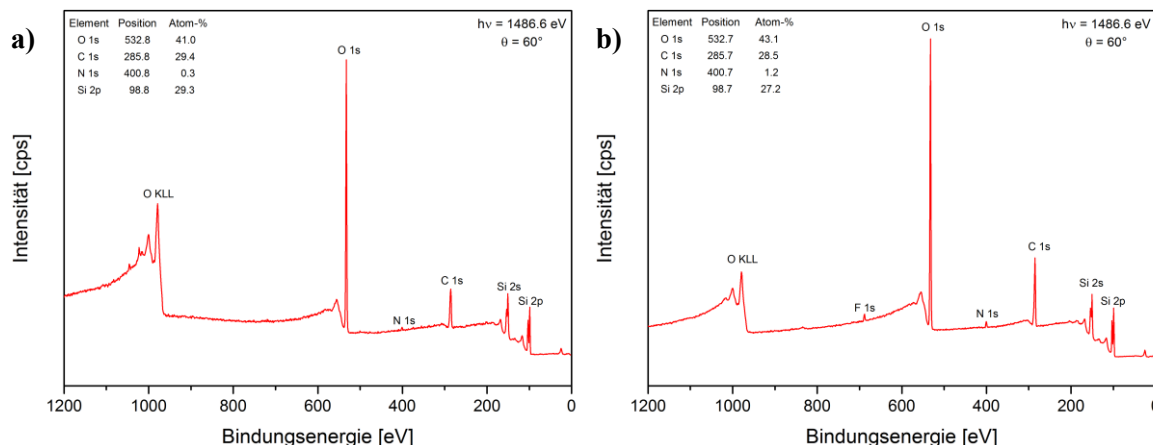 a)
Element Position Atom-%
O 1s 532.8 41.0
C 1s 285.8 29.4
N 1s 400.8 0.3
Si 2p 98.8 29.3
hν = 1486.6 eV
θ = 60°
O 1s
O KLL
C 1s
Si 2s
Si 2p
N 1s
Intensität [cps]
1200 1000 800 600 400 200 0
Bindungsenergie [eV]
b)
Element Position Atom-%
O 1s 532.7 43.1
C 1s 285.7 28.5
N 1s 400.7 1.2
Si 2p 98.7 27.2
hν = 1486.6 eV
θ = 60°
O 1s
C 1s
O KLL
Si 2s
Si 2p
F 1s
N 1s
Intensität [cps]
1200 1000 800 600 400 200 0
Bindungsenergie [eV]